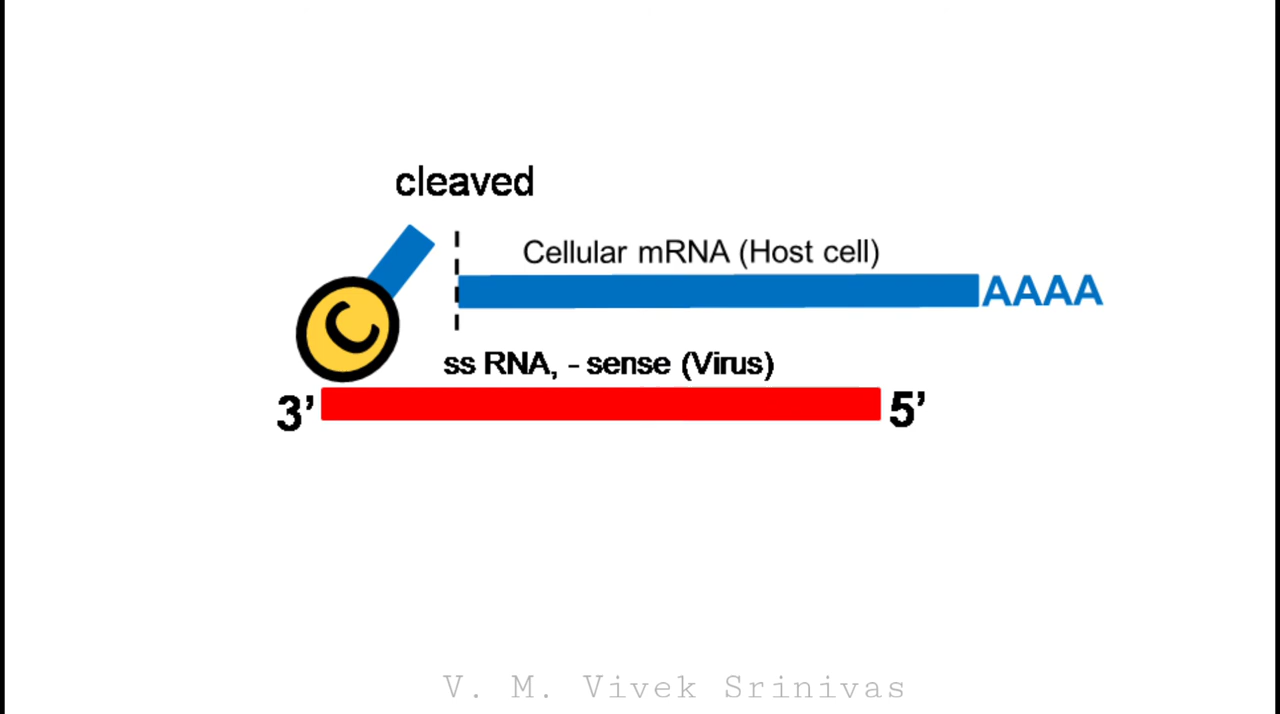 cleaved
Cellular mRNA (Host cell)
AAAA
C
ss RNA, - sense (Virus)
3’
5’
V. M. Vivek Srinivas